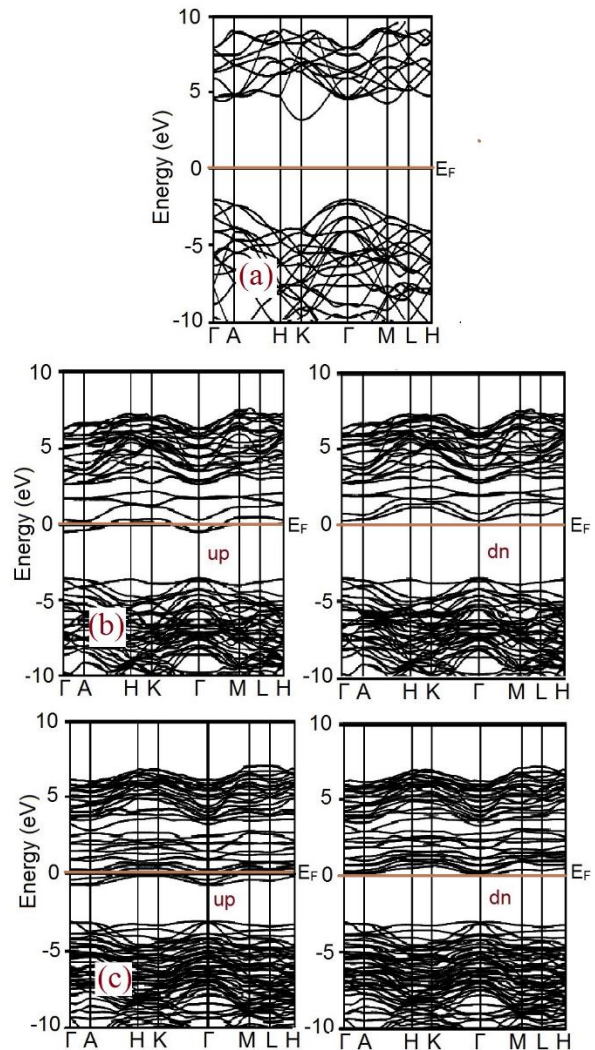 10
5
0
-5
-10
Energy (eV)
E_F
(a)
Γ A H K Γ M L H
10
5
0
-5
-10
Energy (eV)
E_F
up
(b)
Γ A H K Γ M L H
10
5
0
-5
-10
E_F
dn
Γ A H K Γ M L H
10
5
0
-5
-10
Energy (eV)
E_F
up
(c)
Γ A H K Γ M L H
10
5
0
-5
-10
E_F
dn
Γ A H K Γ M L H